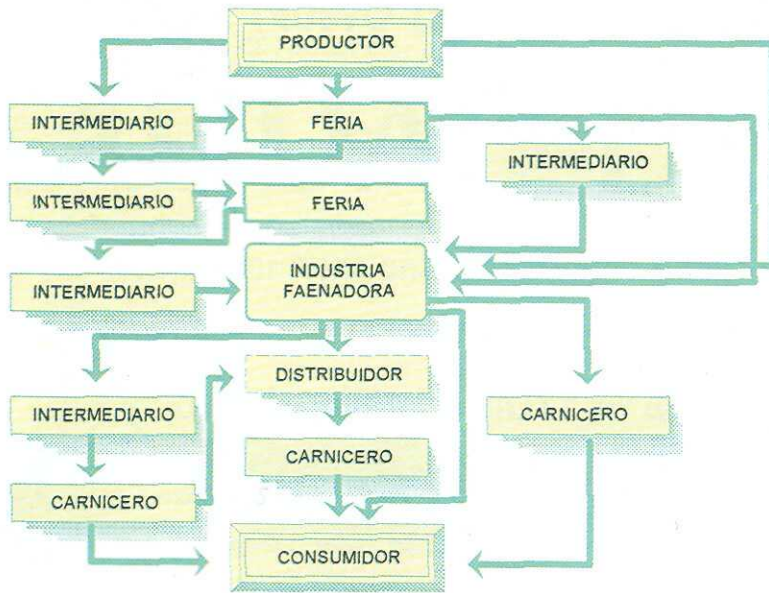 PRODUCTOR
INTERMEDIARIO
FERIA
INTERMEDIARIO
INTERMEDIARIO
FERIA
INTERMEDIARIO
INDUSTRIA
FAENADORA
DISTRIBUIDOR
INTERMEDIARIO
CARNICERO
CARNICERO
CARNICERO
CONSUMIDOR